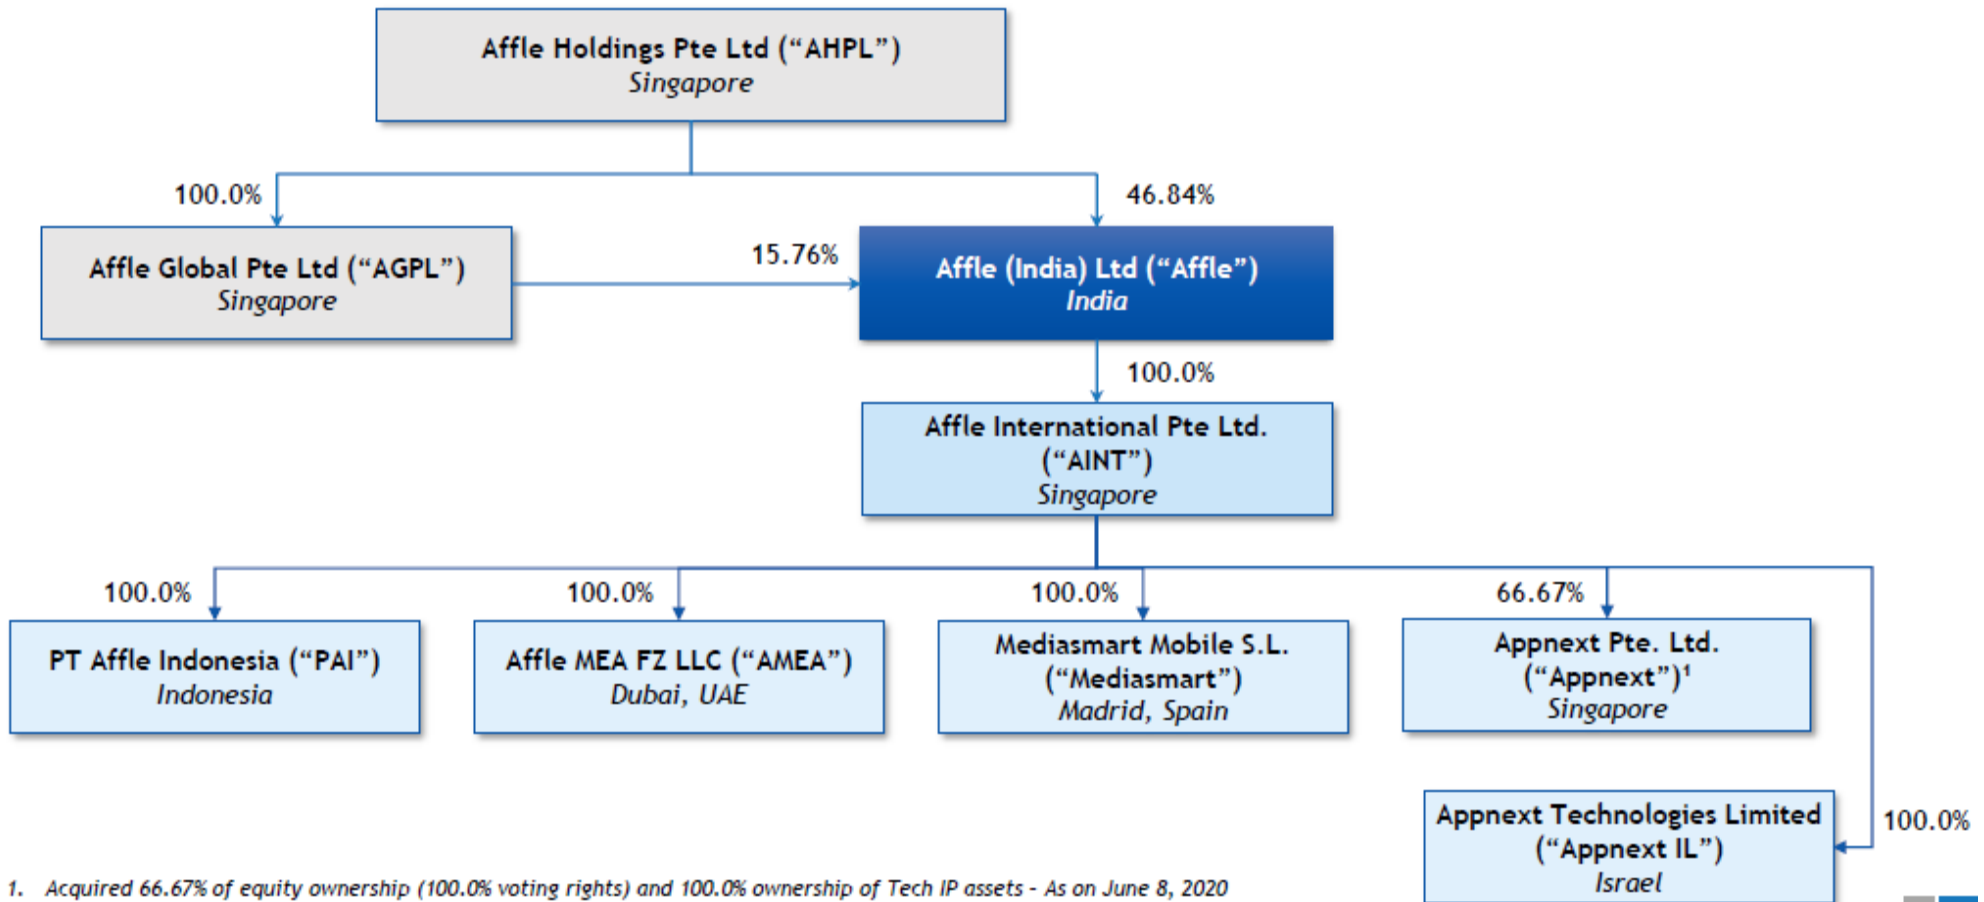 Affle Holdings Pte Ltd (“AHPL”)
Singapore
100.0%
46.84%
Affle Global Pte Ltd (“AGPL”)
Singapore
15.76%
Affle (India) Ltd (“Affle”)
India
100.0%
Affle International Pte Ltd.
(“AINT”)
Singapore
100.0%
100.0%
100.0%
66.67%
PT Affle Indonesia (“PAI”)
Indonesia
Affle MEA FZ LLC (“AMEA”)
Dubai, UAE
Mediasmart Mobile S.L.
(“Mediasmart”)
Madrid, Spain
Appnext Pte. Ltd.
(“Appnext”)¹
Singapore
Appnext Technologies Limited
(“Appnext IL”)
Israel
100.0%
1. Acquired 66.67% of equity ownership (100.0% voting rights) and 100.0% ownership of Tech IP assets – As on June 8, 2020